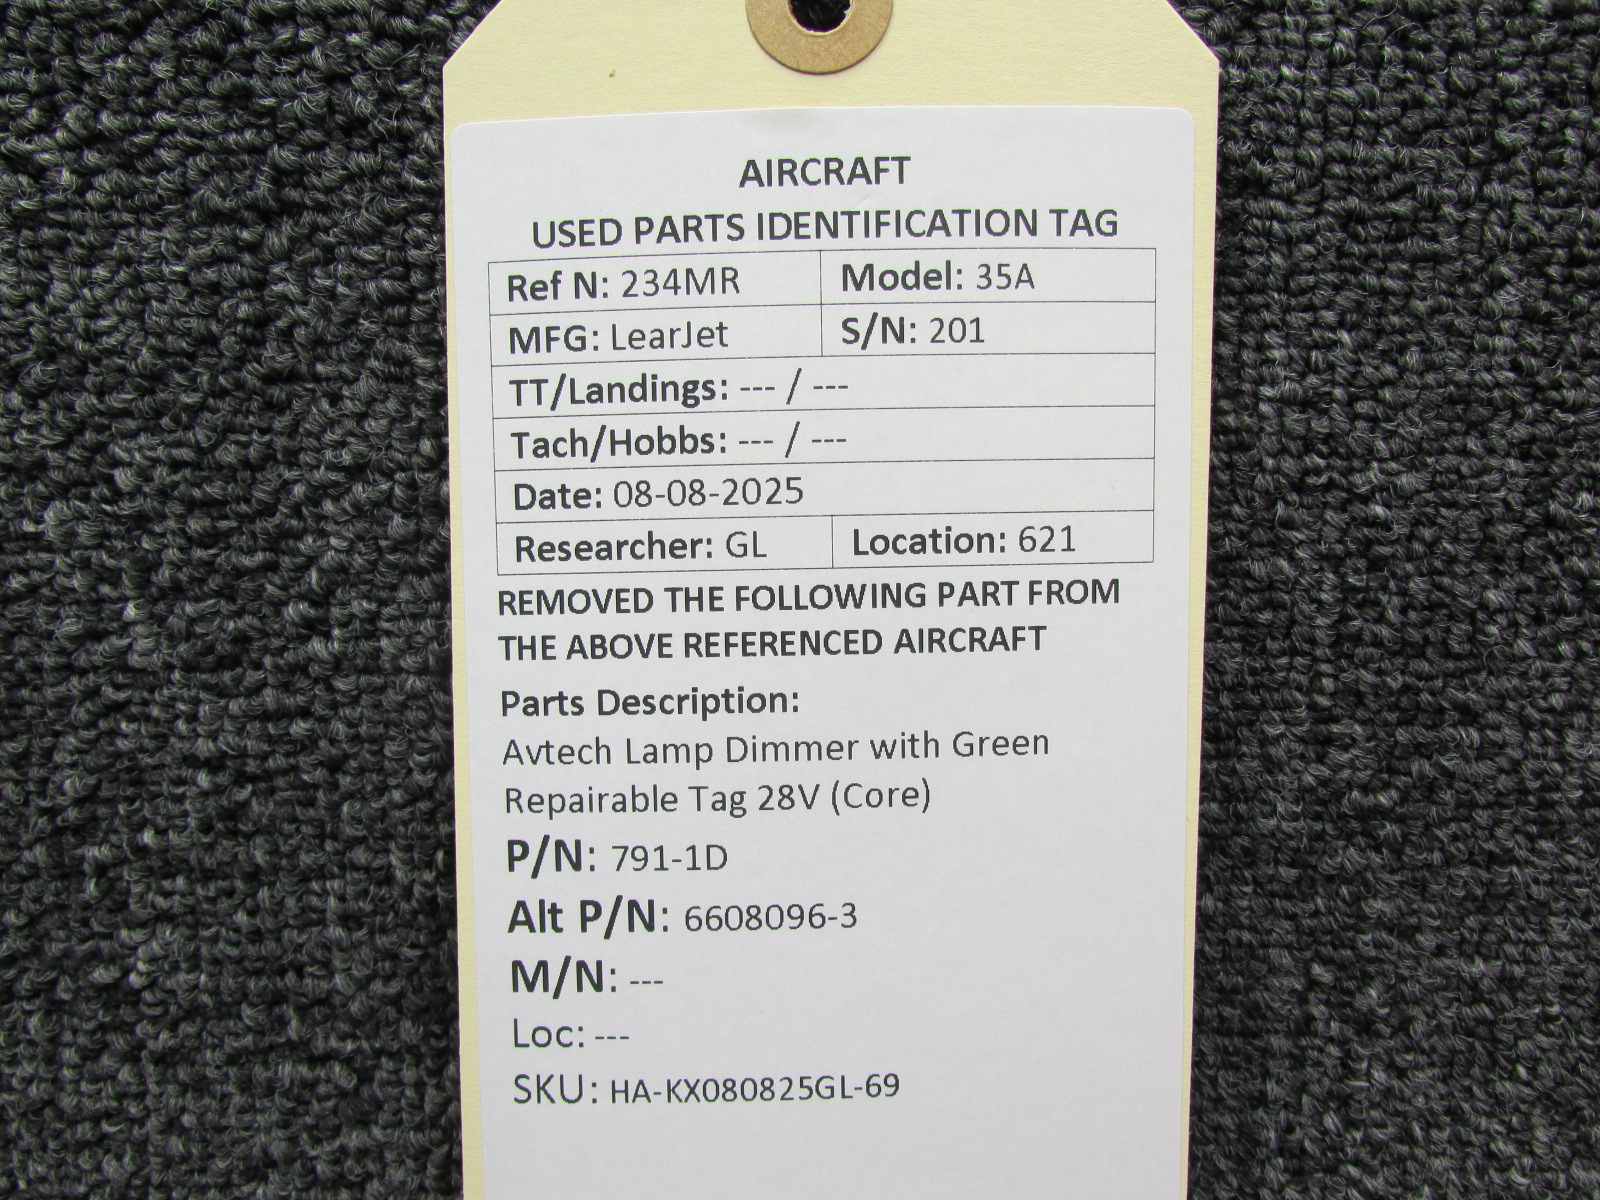 AIRCRAFT
USED PARTS IDENTIFICATION TAG
Ref N: 234MR Model: 35A
MFG: LearJet S/N: 201
TT/Landings: --- / ---
Tach/Hobbs: --- / ---
Date: 08-08-2025
Researcher: GL Location: 621
REMOVED THE FOLLOWING PART FROM
THE ABOVE REFERENCED AIRCRAFT
Parts Description:
Avtech Lamp Dimmer with Green
Repairable Tag 28V (Core)
P/N: 791-1D
Alt P/N: 6608096-3
M/N: ---
Loc: ---
SKU: HA-KX080825GL-69